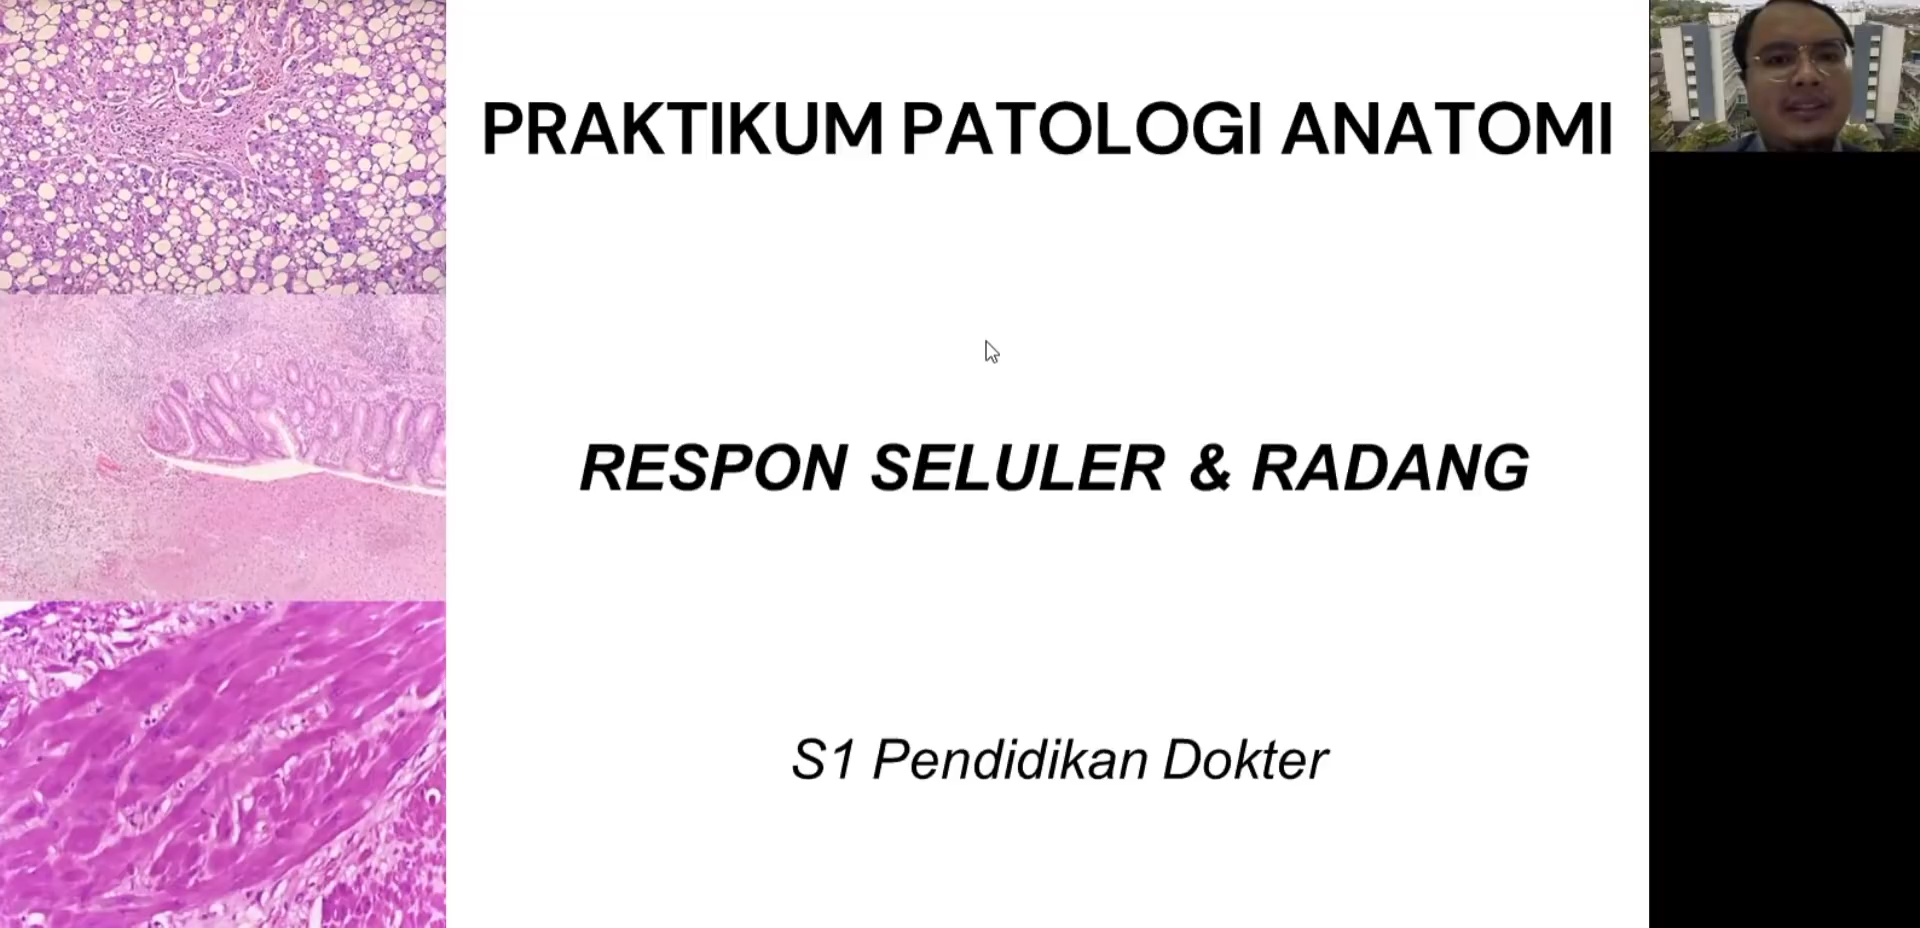 PRAKTIKUM PATOLOGI ANATOMI
RESPON SELULER & RADANG
S1 Pendidikan Dokter